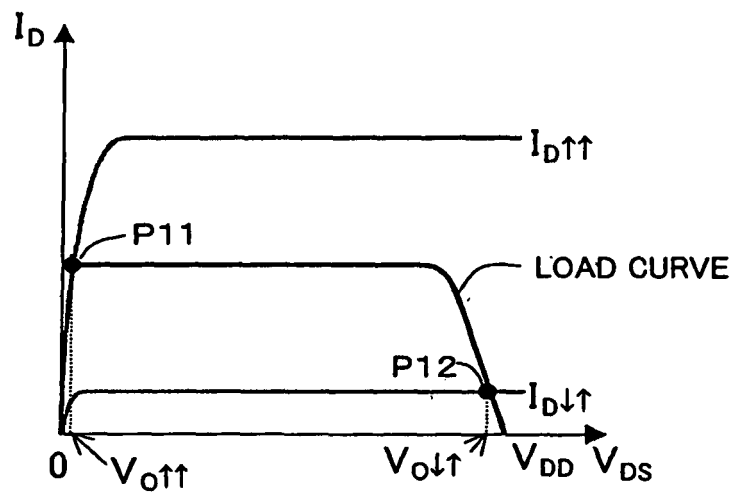 I_D
I_D↑↑
P11
LOAD CURVE
P12
I_D↓↑
0
V_O↑↑
V_O↓↑
V_DD
V_DS